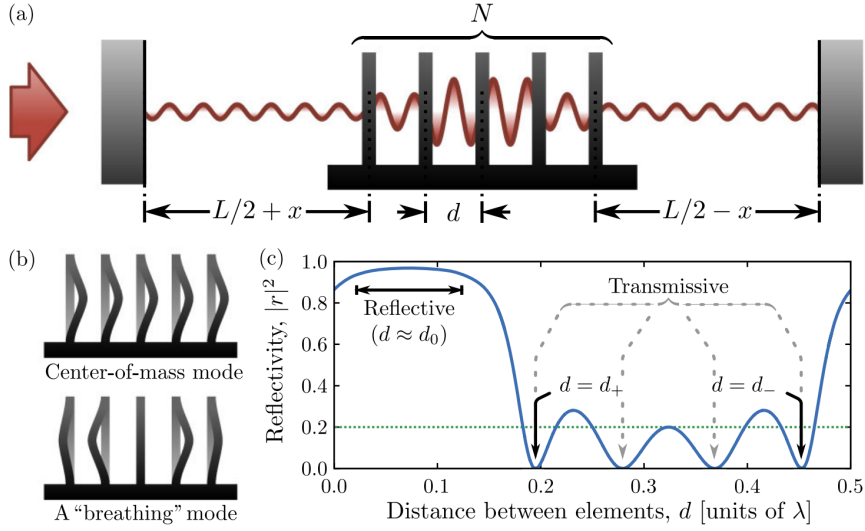 (a)
N
L/2 + x
d
L/2 − x
(b)
Center-of-mass mode
A “breathing” mode
(c)
Reflectivity, |r|²
1.0
0.8
0.6
0.4
0.2
0.0
Reflective
(d ≈ d₀)
Transmissive
d = d₊
d = d₋
0.0 0.1 0.2 0.3 0.4 0.5
Distance between elements, d [units of λ]